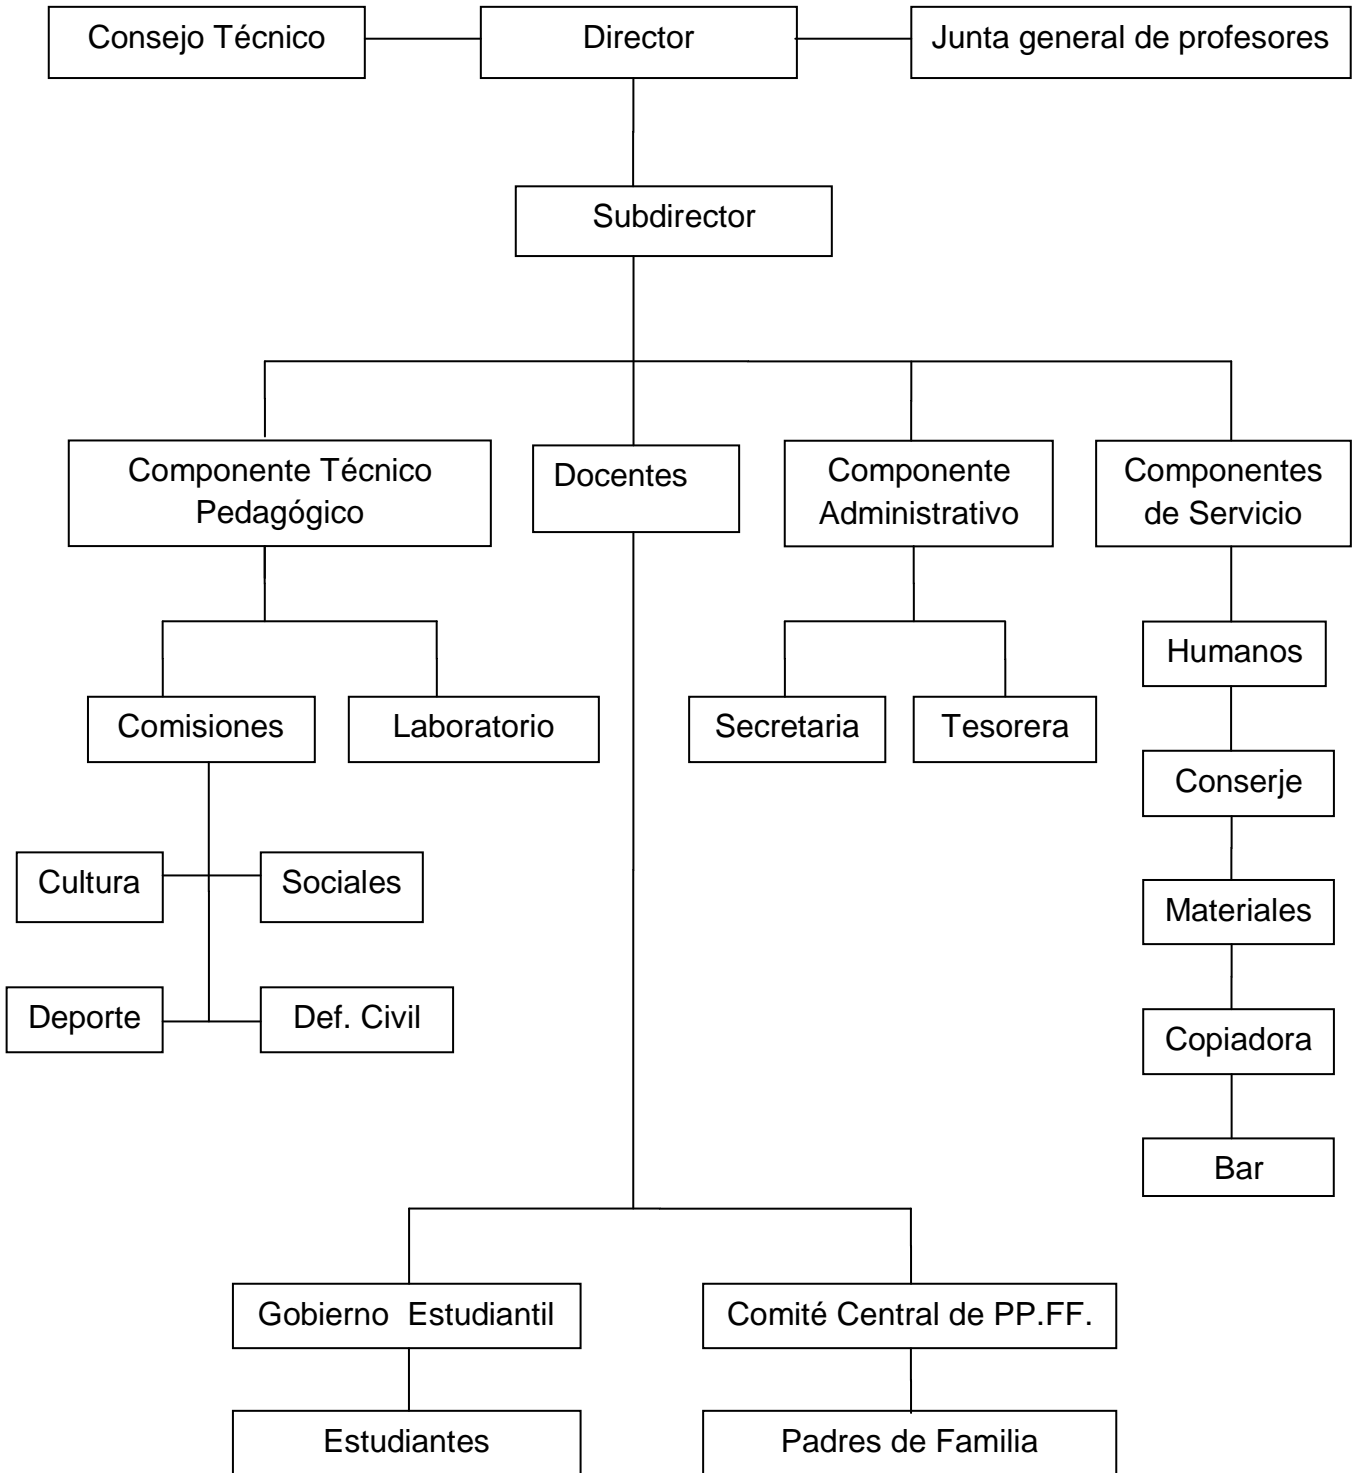 Consejo Técnico
Director
Junta general de profesores
Subdirector
Componente Técnico
Pedagógico
Docentes
Componente
Administrativo
Componentes
de Servicio
Humanos
Comisiones
Laboratorio
Secretaria
Tesorera
Conserje
Cultura
Sociales
Materiales
Deporte
Def. Civil
Copiadora
Bar
Gobierno Estudiantil
Comité Central de PP.FF.
Estudiantes
Padres de Familia